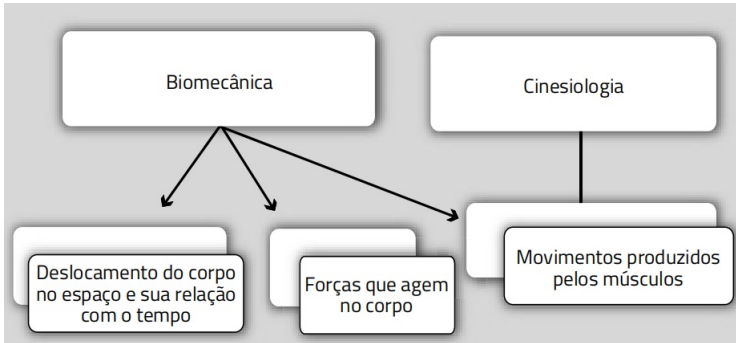 Biomecânica
Cinesiologia
Deslocamento do corpo
no espaço e sua relação
com o tempo
Forças que agem
no corpo
Movimentos produzidos
pelos músculos